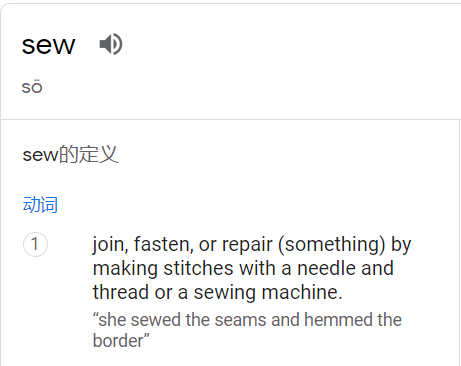 sew
sō
sew的定义
动词
1
join, fasten, or repair (something) by
making stitches with a needle and
thread or a sewing machine.
“she sewed the seams and hemmed the
border”